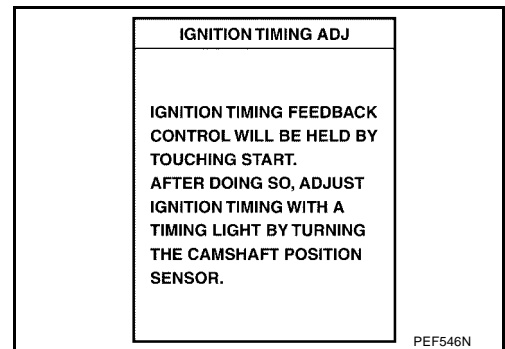 IGNITION TIMING ADJ
IGNITION TIMING FEEDBACK
CONTROL WILL BE HELD BY
TOUCHING START.
AFTER DOING SO, ADJUST
IGNITION TIMING WITH A
TIMING LIGHT BY TURNING
THE CAMSHAFT POSITION
SENSOR.
PEF546N